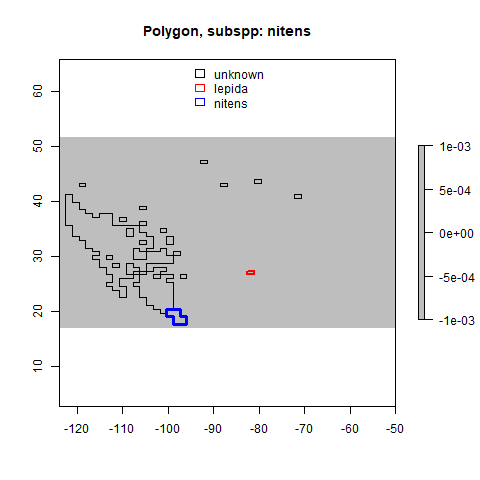 Polygon, subspp: nitens
unknown
lepida
nitens
60
50
40
30
20
10
-120 -110 -100 -90 -80 -70 -60 -50
1e-03
5e-04
0e+00
-5e-04
-1e-03